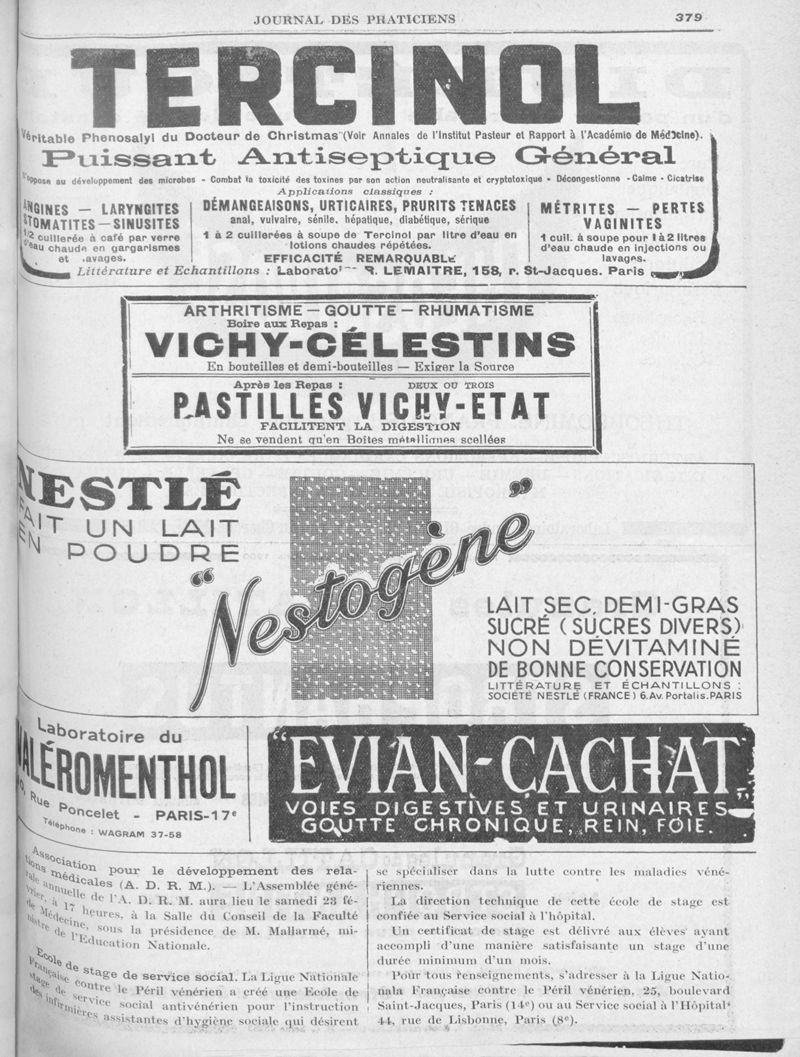 JOURNAL DES PRATICIENS 379
TERCINOL
Véritable Phenosalyl du Docteur de Christmas (Voir Annales de l'Institut Pasteur et Rapport à l'Académie de Médecine).
Puissant Antiseptique Général
S'oppose au développement des microbes - Combat la toxicité des toxines par son action neutralisante et cryptotoxique - Décongestionne - Calme - Cicatrise
Applications classiques :
ANGINES — LARYNGITES
STOMATITES — SINUSITES
1/2 cuillerée à café par verre
d'eau chaude en gargarismes
et lavages.
DÉMANGEAISONS, URTICAIRES, PRURITS TENACES
anal, vulvaire, sénile, hépatique, diabétique, sérique
1 à 2 cuillerées à soupe de Tercinol par litre d'eau en
lotions chaudes répétées.
EFFICACITÉ REMARQUABLE
MÉTRITES — PERTES
VAGINITES
1 cuil. à soupe pour 1 à 2 litres
d'eau chaude en injections ou
lavages.
Littérature et Echantillons : Laborato R. LEMAITRE, 158, r. St-Jacques. Paris
ARTHRITISME — GOUTTE — RHUMATISME
Boire aux Repas :
VICHY-CÉLESTINS
En bouteilles et demi-bouteilles — Exiger la Source
Après les Repas : DEUX OU TROIS
PASTILLES VICHY-ETAT
FACILITENT LA DIGESTION
Ne se vendent qu'en Boîtes métalliques scellées
NESTLÉ
FAIT UN LAIT
EN POUDRE
"Nestogène"
LAIT SEC, DEMI-GRAS
SUCRÉ (SUCRES DIVERS)
NON DÉVITAMINÉ
DE BONNE CONSERVATION
LITTÉRATURE ET ÉCHANTILLONS :
SOCIÉTÉ NESTLÉ (FRANCE) 6.Av. Portalis.PARIS
Laboratoire du
VALÉROMENTHOL
Rue Poncelet - PARIS-17e
Téléphone : WAGRAM 37-58
"EVIAN-CACHAT"
VOIES DIGESTIVES ET URINAIRES
GOUTTE CHRONIQUE, REIN, FOIE.
Association pour le développement des rela-
tions médicales (A. D. R. M.). — L'Assemblée géné-
rale annuelle de l'A. D. R. M. aura lieu le samedi 23 fé-
vrier, à 17 heures, à la Salle du Conseil de la Faculté
de Médecine, sous la présidence de M. Mallarmé, mi-
nistre de l'Education Nationale.
Ecole de stage de service social. La Ligue Nationale
Française contre le Péril vénérien a créé une Ecole de
stage de service social antivénérien pour l'instruction
des infirmières, assistantes d'hygiène sociale qui désirent
se spécialiser dans la lutte contre les maladies véné-
riennes.
La direction technique de cette école de stage est
confiée au Service social à l'hôpital.
Un certificat de stage est délivré aux élèves ayant
accompli d'une manière satisfaisante un stage d'une
durée minimum d'un mois.
Pour tous renseignements, s'adresser à la Ligue Natio-
nala Française contre le Péril vénérien, 25, boulevard
Saint-Jacques, Paris (14e) ou au Service social à l'Hôpital
44, rue de Lisbonne, Paris (8e).